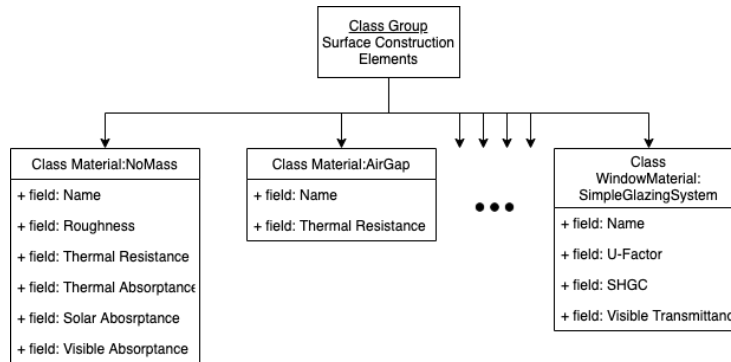 Class Group
Surface Construction
Elements
Class Material:NoMass
+ field: Name
+ field: Roughness
+ field: Thermal Resistance
+ field: Thermal Absorptance
+ field: Solar Abosrptance
+ field: Visible Absorptance
Class Material:AirGap
+ field: Name
+ field: Thermal Resistance
Class
WindowMaterial:
SimpleGlazingSystem
+ field: Name
+ field: U-Factor
+ field: SHGC
+ field: Visible Transmittanc